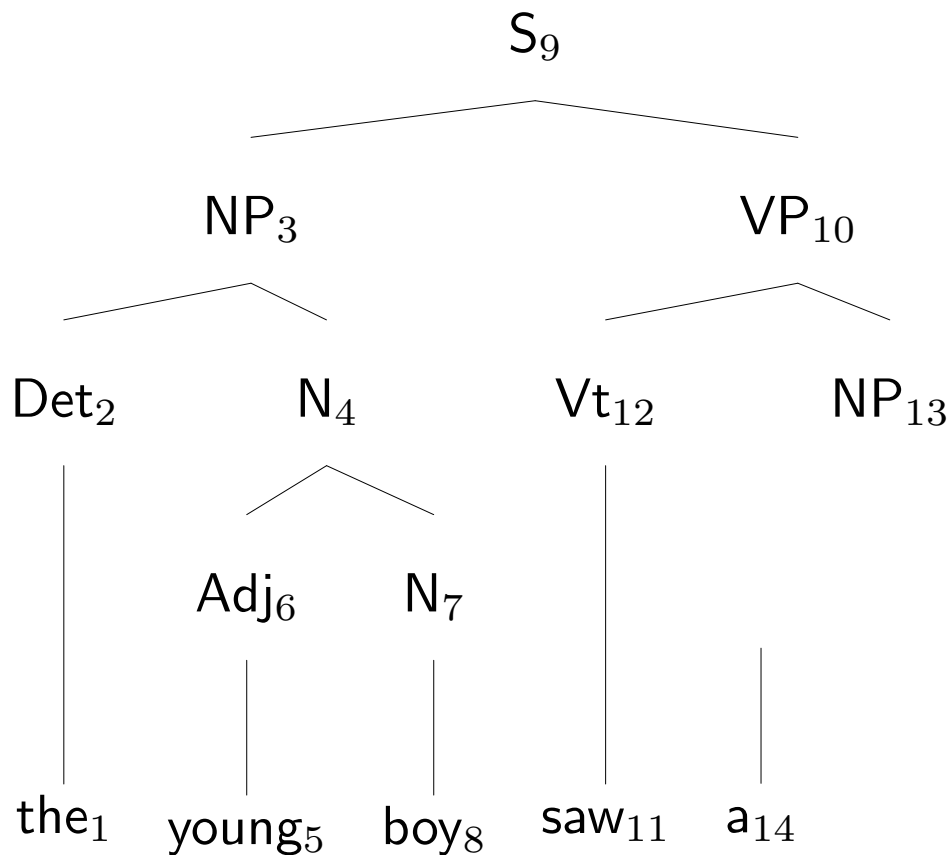 S₉
NP₃ VP₁₀
Det₂ N₄ Vt₁₂ NP₁₃
Adj₆ N₇
the₁ young₅ boy₈ saw₁₁ a₁₄